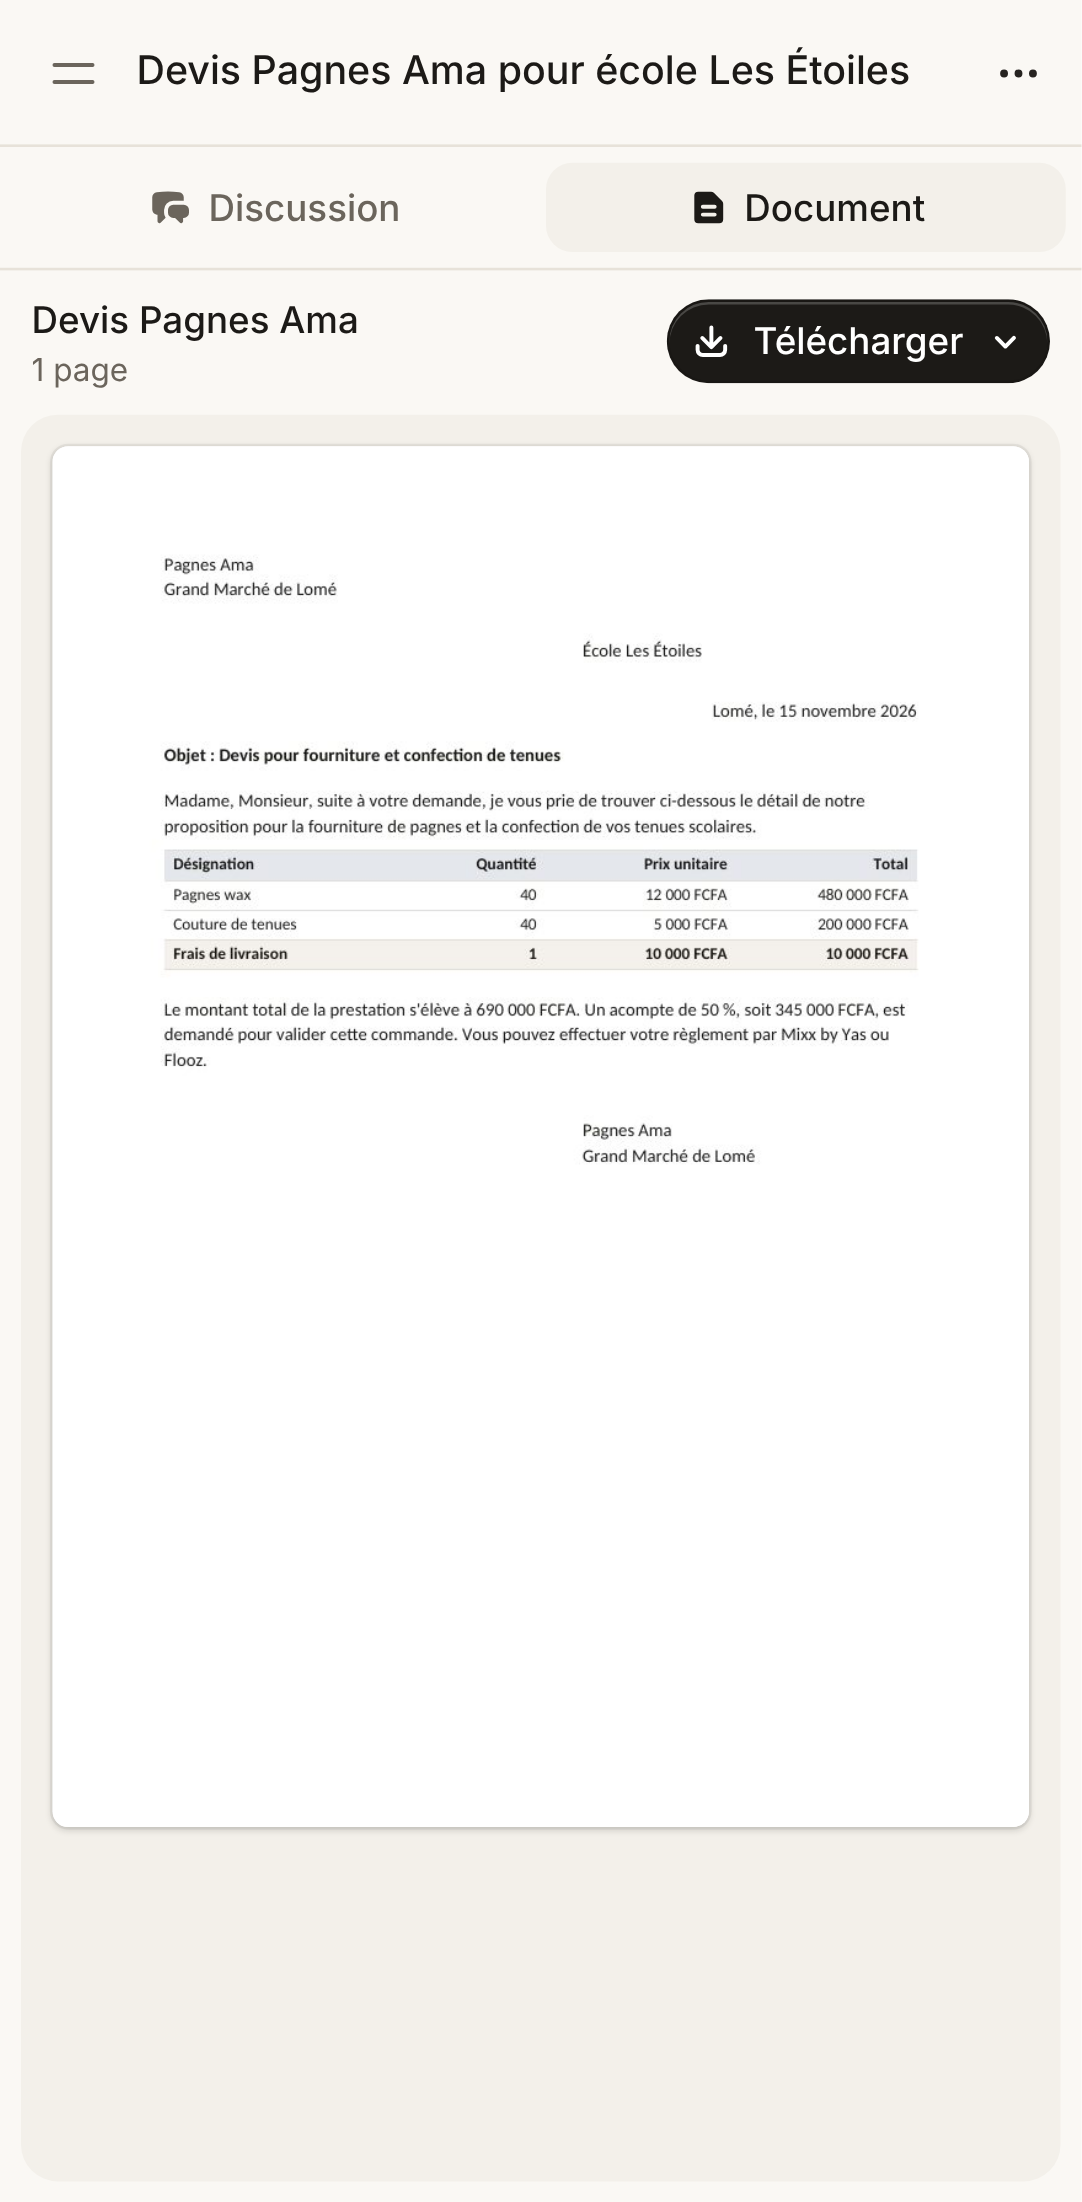 Devis Pagnes Ama pour école Les Étoiles
Discussion
Document
Devis Pagnes Ama
1 page
Télécharger
Pagnes Ama
Grand Marché de Lomé
École Les Étoiles
Lomé, le 15 novembre 2026
Objet : Devis pour fourniture et confection de tenues
Madame, Monsieur, suite à votre demande, je vous prie de trouver ci-dessous le détail de notre
proposition pour la fourniture de pagnes et la confection de vos tenues scolaires.
Désignation Quantité Prix unitaire Total
Pagnes wax 40 12 000 FCFA 480 000 FCFA
Couture de tenues 40 5 000 FCFA 200 000 FCFA
Frais de livraison 1 10 000 FCFA 10 000 FCFA
Le montant total de la prestation s'élève à 690 000 FCFA. Un acompte de 50 %, soit 345 000 FCFA, est
demandé pour valider cette commande. Vous pouvez effectuer votre règlement par Mixx by Yas ou
Flooz.
Pagnes Ama
Grand Marché de Lomé